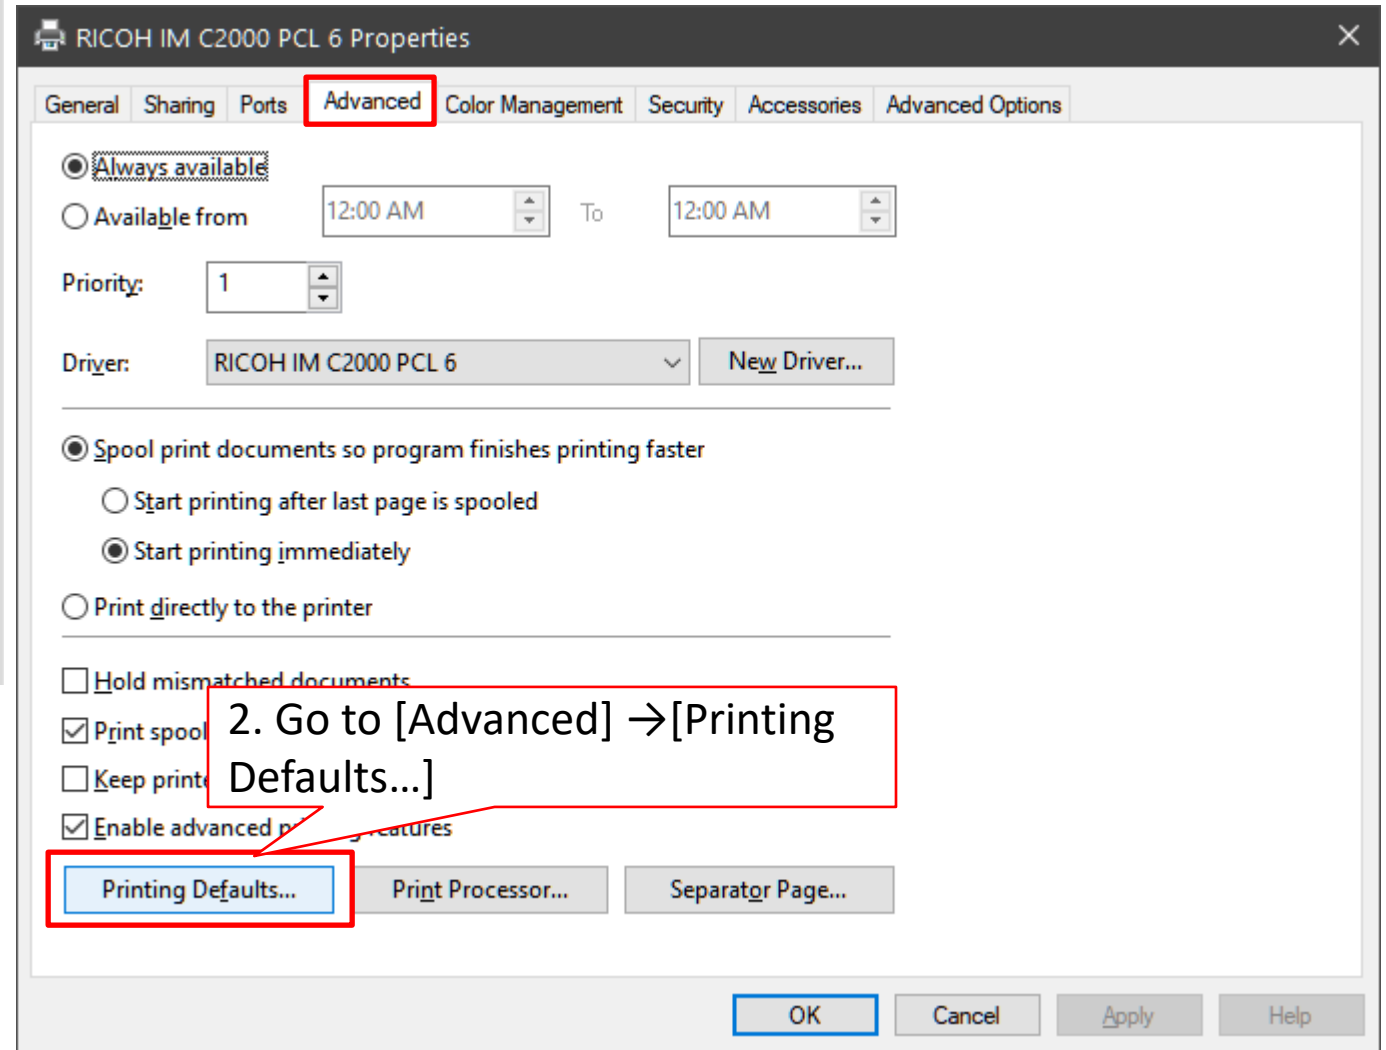 RICOH IM C2000 PCL 6 Properties
General Sharing Ports Advanced Color Management Security Accessories Advanced Options
Always available
Available from 12:00 AM To 12:00 AM
Priority: 1
Driver: RICOH IM C2000 PCL 6 New Driver...
Spool print documents so program finishes printing faster
Start printing after last page is spooled
Start printing immediately
Print directly to the printer
Hold mismatched documents
Print spool
Keep
2. Go to [Advanced] →[Printing
Defaults...]
Enable advanced features
Printing Defaults... Print Processor... Separator Page...
OK Cancel Apply Help